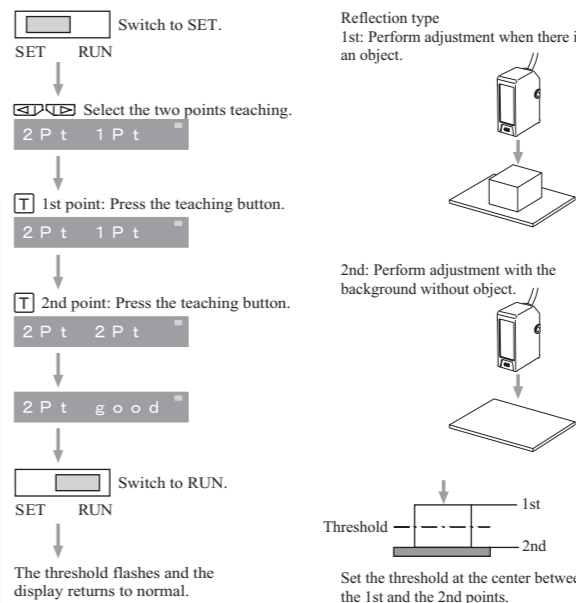 Switch to SET.
SET RUN
Select the two points teaching.
2Pt 1Pt
T 1st point: Press the teaching button.
2Pt 1Pt
T 2nd point: Press the teaching button.
2Pt 2Pt
2Pt good
Switch to RUN.
SET RUN
The threshold flashes and the
display returns to normal.
Reflection type
1st: Perform adjustment when there i
an object.
2nd: Perform adjustment with the
background without object.
1st
Threshold
2nd
Set the threshold at the center betwee
the 1st and the 2nd points.